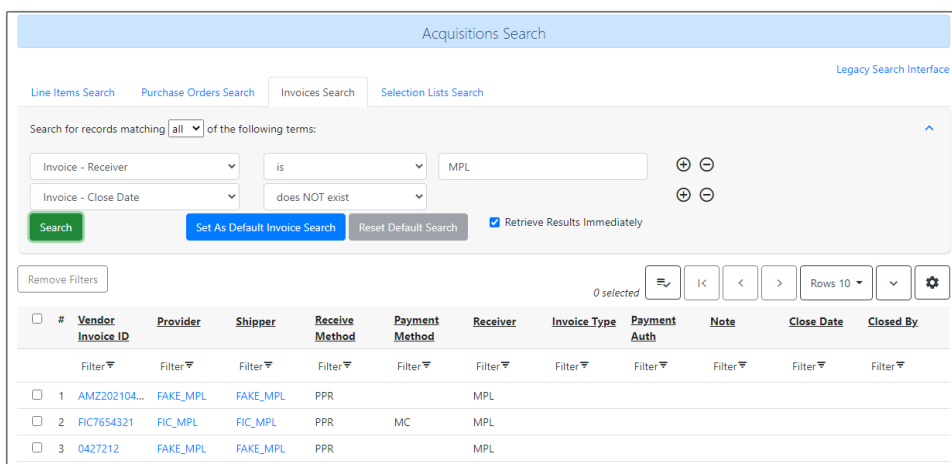 Acquisitions Search
Legacy Search Interface
Line Items Search Purchase Orders Search Invoices Search Selection Lists Search
Search for records matching all of the following terms:
Invoice - Receiver is MPL
Invoice - Close Date does NOT exist
Search Set As Default Invoice Search Reset Default Search Retrieve Results Immediately
Remove Filters 0 selected Rows 10
# Vendor Invoice ID Provider Shipper Receive Method Payment Method Receiver Invoice Type Payment Auth Note Close Date Closed By
Filter Filter Filter Filter Filter Filter Filter Filter Filter Filter Filter
1 AMZ202104... FAKE_MPL FAKE_MPL PPR MPL
2 FIC7654321 FIC_MPL FIC_MPL PPR MC MPL
3 0427212 FAKE_MPL FAKE_MPL PPR MPL